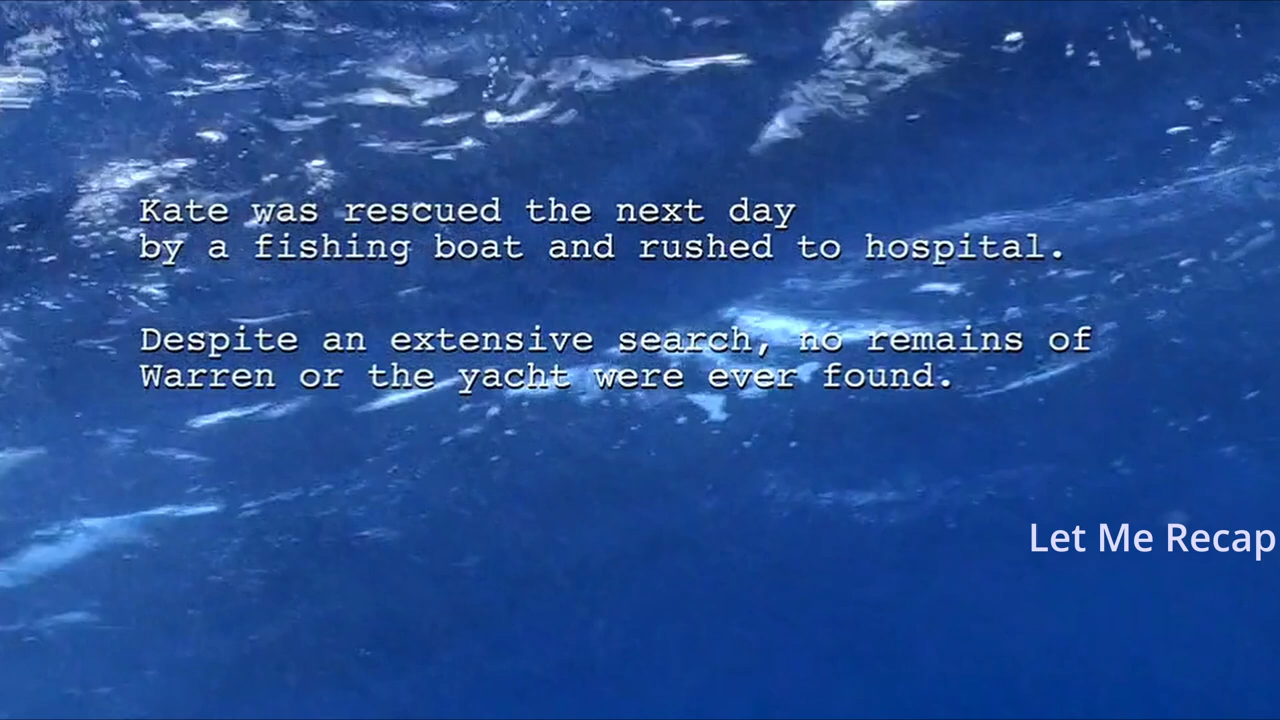 Kate was rescued the next day
by a fishing boat and rushed to hospital.
Despite an extensive search, no remains of
Warren or the yacht were ever found.
Let Me Recap